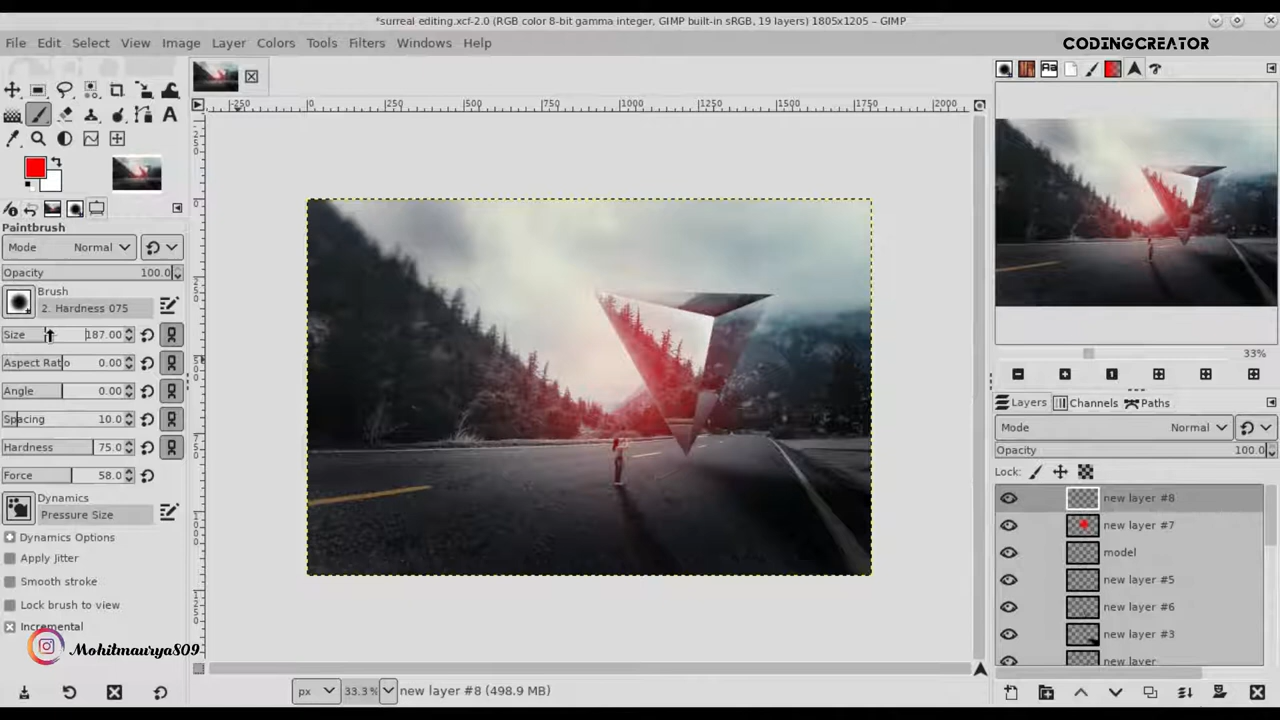 *surreal editing.xcf-2.0 (RGB color 8-bit gamma integer, GIMP built-in sRGB, 19 layers) 1805x1205 – GIMP
File Edit Select View Image Layer Colors Tools Filters Windows Help
CODINGCREATOR
Paintbrush
Mode Normal
Opacity 100.0
Brush
2. Hardness 075
Size 187.00
Aspect Ratio 0.00
Angle 0.00
Spacing 10.0
Hardness 75.0
Force 58.0
Dynamics
Pressure Size
Dynamics Options
Apply Jitter
Smooth stroke
Lock brush to view
Incremental
Mohitmaurya809
-250 0 250 500 750 1000 1250 1500 1750 2000
px 33.3 % new layer #8 (498.9 MB)
33%
Layers Channels Paths
Mode Normal
Opacity 100.0
Lock:
new layer #8
new layer #7
model
new layer #5
new layer #6
new layer #3
new layer